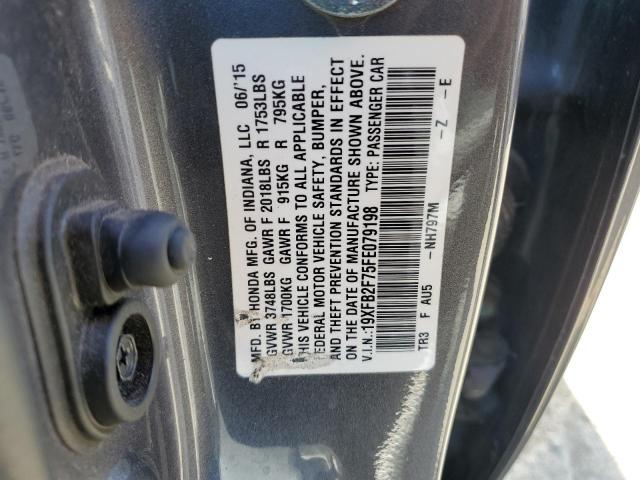 MFD. BY HONDA MFG. OF INDIANA, LLC 06/'15
GVWR 3748LBS GAWR F 2018LBS R 1753LBS
GVWR 1700KG GAWR F 915KG R 795KG
THIS VEHICLE CONFORMS TO ALL APPLICABLE
FEDERAL MOTOR VEHICLE SAFETY, BUMPER,
AND THEFT PREVENTION STANDARDS IN EFFECT
ON THE DATE OF MANUFACTURE SHOWN ABOVE.
V.I.N.:19XFB2F75FE079198 TYPE: PASSENGER CAR
TR3 F AU5 -NH797M -Z -E